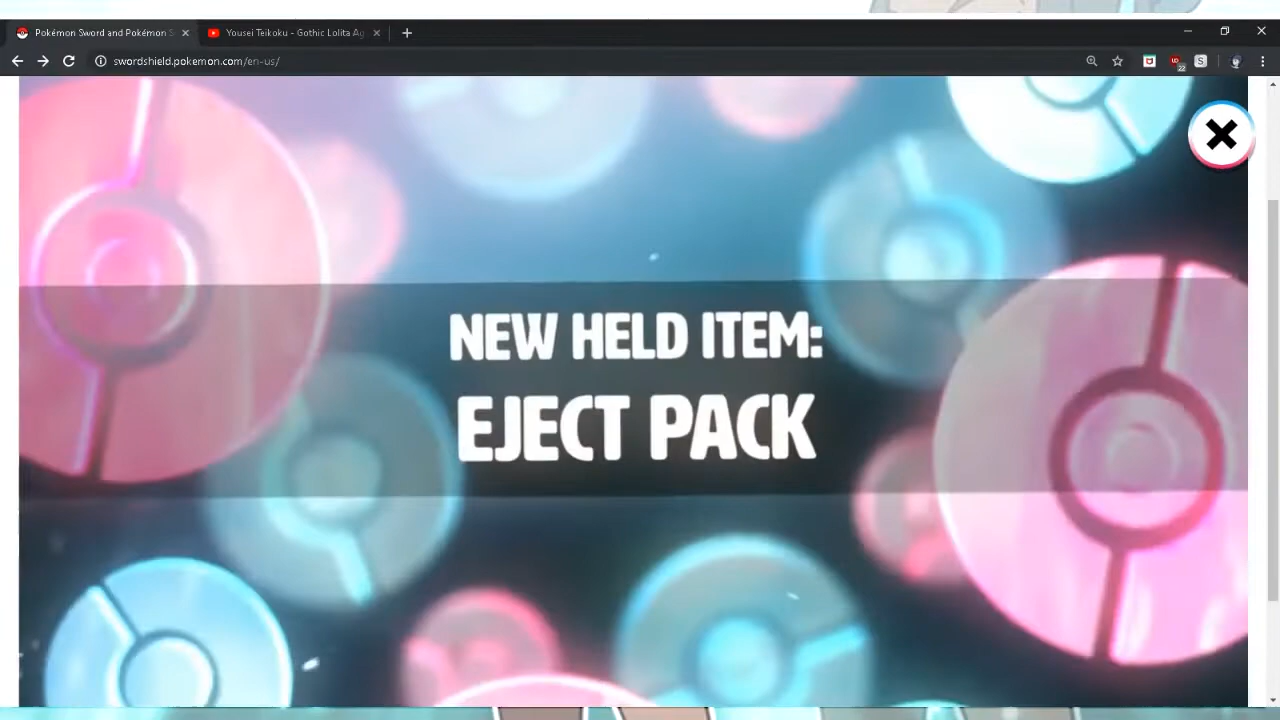 Pokémon Sword and Pokémon S
Yousei Teikoku - Gothic Lolita Ag
swordshield.pokemon.com/en-us/
22
S
NEW HELD ITEM:
EJECT PACK